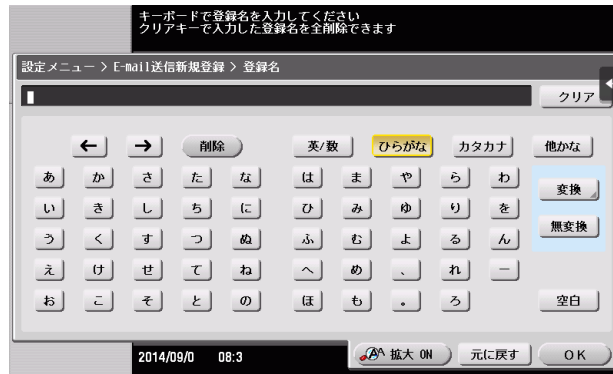 キーボードで登録名を入力してください
クリアキーで入力した登録名を全削除できます
設定メニュー > E-mail送信新規登録 > 登録名
クリア
← → 削除 英/数 ひらがな カタカナ 他かな
あ か さ た な は ま や ら わ 変換
い き し ち に ひ み ゆ り を
う く す つ ぬ ふ む よ る ん 無変換
え け せ て ね へ め 、 れ ー
お こ そ と の ほ も 。 ろ 空白
2014/09/0 08:3 拡大 ON 元に戻す OK